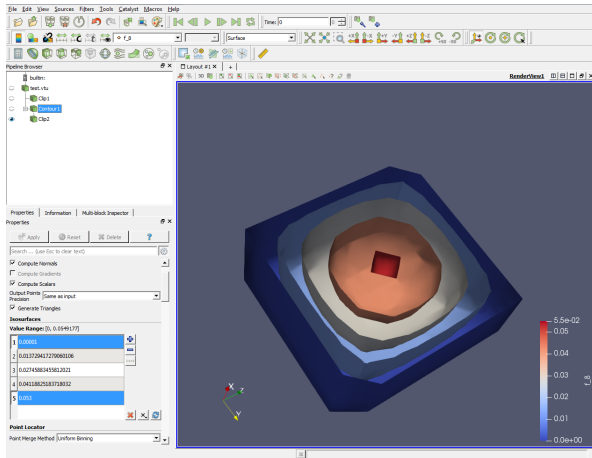 File Edit View Sources Filters Tools Catalyst Macros Help
Time: 0
f_8
Surface
Pipeline Browser
builtin:
test.vtu
Clip1
Contour1
Clip2
Properties Information Multi-block Inspector
Properties
Apply Reset Delete ?
Search ... (use Esc to clear text)
Compute Normals
Compute Gradients
Compute Scalars
Output Points Precision Same as input
Generate Triangles
Isosurfaces
Value Range: [0, 0.0549177]
1 0.00001
2 0.013729417279060106
3 0.02745883455812021
4 0.04118825183718032
5 0.053
Point Locator
Point Merge Method Uniform Binning
Layout #1
3D
RenderView1
X
Z
Y
5.5e-02
0.05
0.04
0.03
0.02
0.01
0.0e+00
f_8